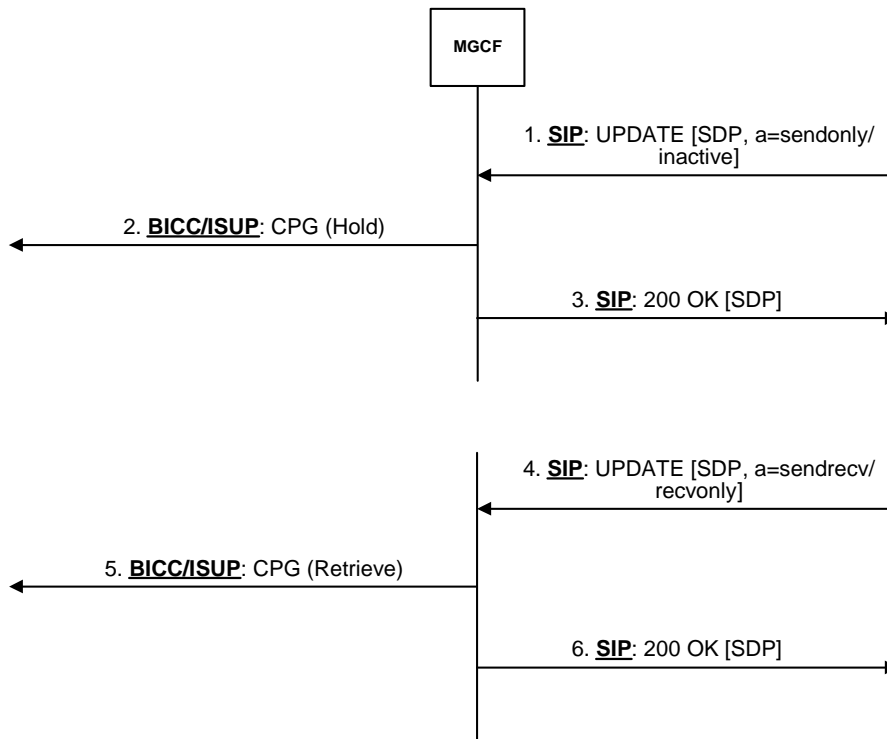 MGCF
1. SIP: UPDATE [SDP, a=sendonly/
inactive]
2. BICC/ISUP: CPG (Hold)
3. SIP: 200 OK [SDP]
4. SIP: UPDATE [SDP, a=sendrecv/
recvonly]
5. BICC/ISUP: CPG (Retrieve)
6. SIP: 200 OK [SDP]